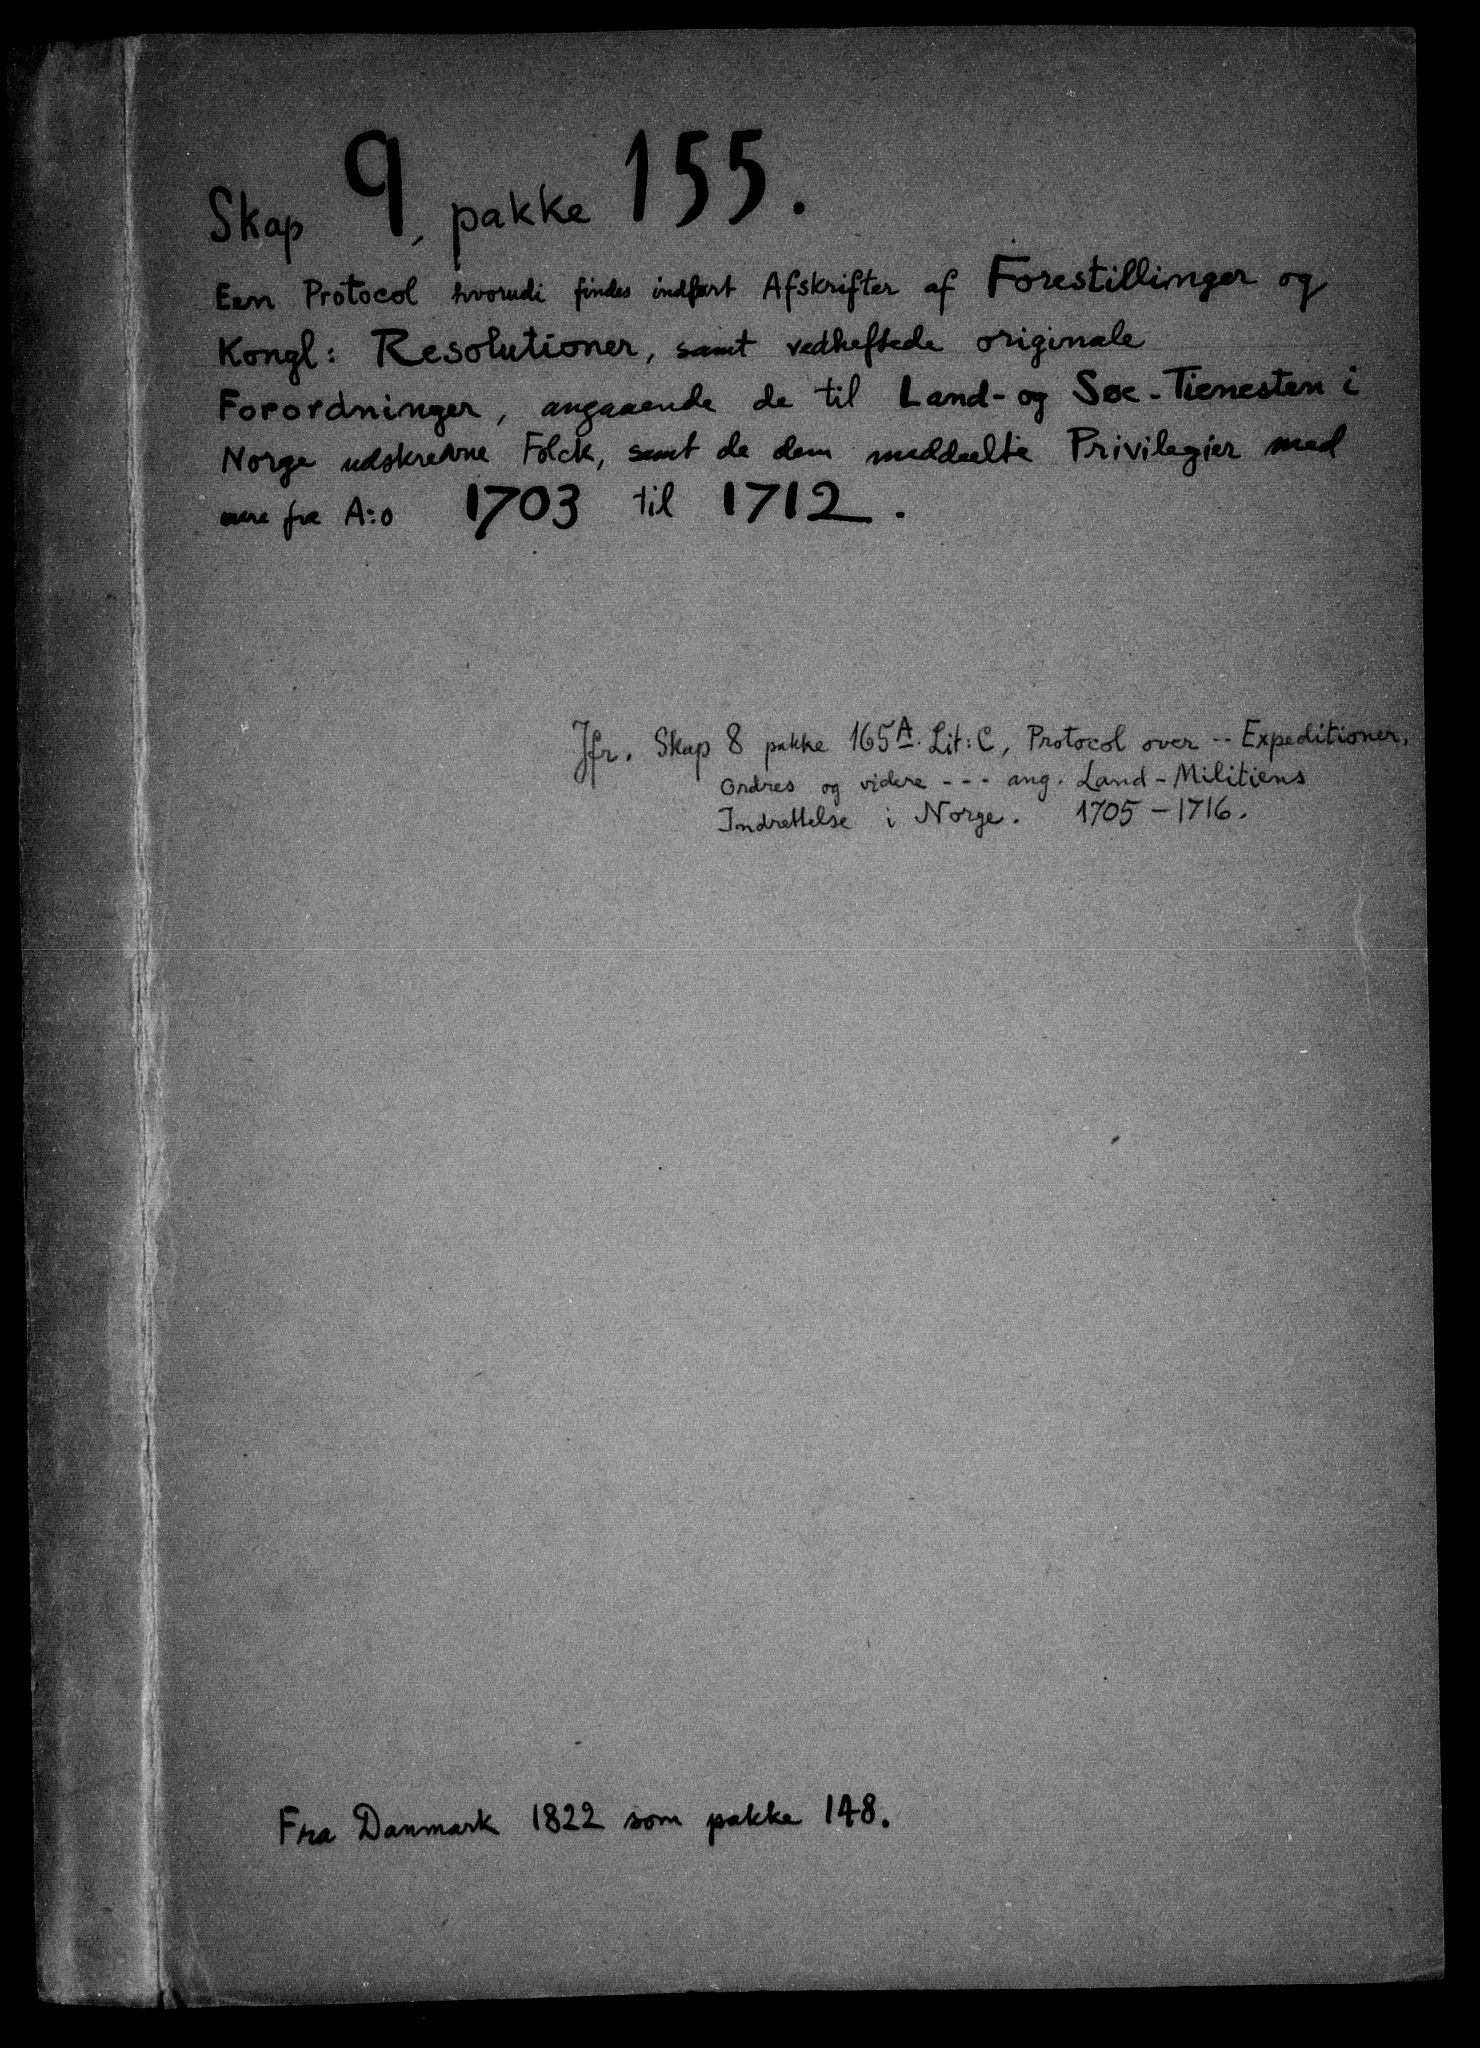 Skap 9, pakke 155.
Een Protocol hvorudi findes indført Afskrifter af Forestillinger og
Kongl: Resolutioner, samt vedheftede originale
Forordninger, angaaende de til Land- og Søe-Tienesten i
Norge udskrevne Folck, samt de dem meddeelte Privilegier med
mere fra A:o 1703 til 1712.
Jfr. Skap 8 pakke 165A. Lit: C, Protocol over -- Expeditioner,
Ordres og videre --- ang. Land-Militiens
Indrettelse i Norge. 1705-1716.
Fra Danmark 1822 som pakke 148.